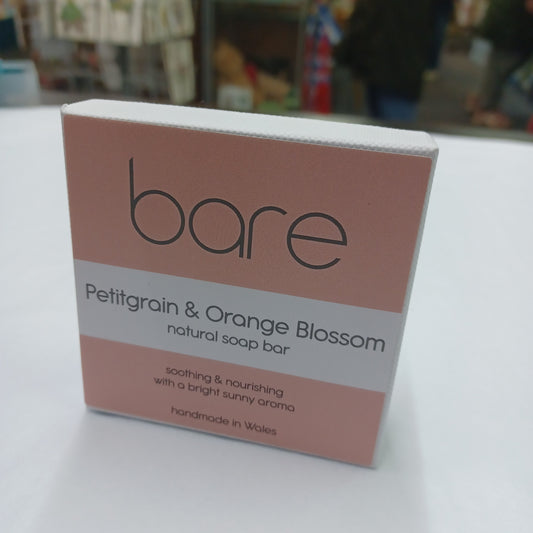 bare
Petitgrain & Orange Blossom
natural soap bar
soothing & nourishing
with a bright sunny aroma
handmade in Wales